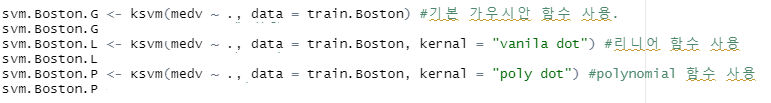 svm.Boston.G <- ksvm(medv ~ ., data = train.Boston) #기본 가우시안 함수 사용.
svm.Boston.G
svm.Boston.L <- ksvm(medv ~ ., data = train.Boston, kernal = "vanila dot") #리니어 함수 사용
svm.Boston.L
svm.Boston.P <- ksvm(medv ~ ., data = train.Boston, kernal = "poly dot") #polynomial 함수 사용
svm.Boston.P